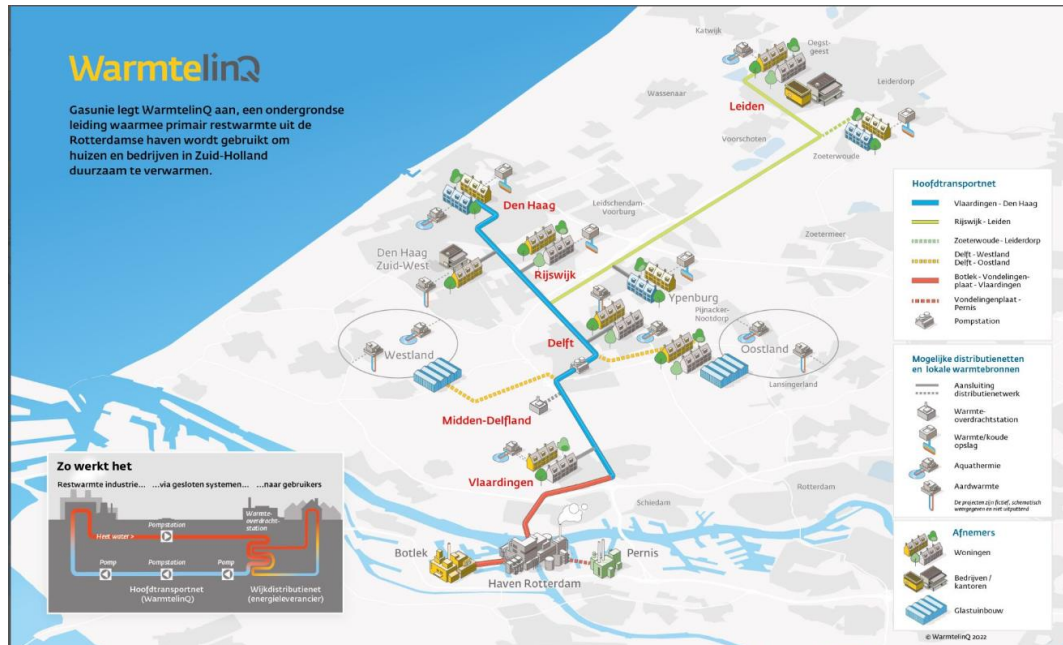 WarmtelinQ
Gasunie legt WarmtelinQ aan, een ondergrondse
leiding waarmee primair restwarmte uit de
Rotterdamse haven wordt gebruikt om
huizen en bedrijven in Zuid-Holland
duurzaam te verwarmen.
Katwijk
Oegst-
geest
Leiderdorp
Wassenaar
Leiden
Voorschoten
Zoeterwoude
Den Haag
Leidschendam-
Voorburg
Zoetermeer
Den Haag
Zuid-West
Rijswijk
Ypenburg
Pijnacker-
Nootdorp
Delft
Westland
Oostland
Lansingerland
Midden-Delfland
Vlaardingen
Schiedam
Rotterdam
Botlek
Pernis
Haven Rotterdam
Zo werkt het
Restwarmte industrie... ...via gesloten systemen... ...naar gebruikers
Pompstation
Warmte-
overdracht-
station
Heet water >
Pomp
Pompstation
Pomp
Hoofdtransportnet
(WarmtelinQ)
Wijkdistributienet
(energieleverancier)
Hoofdtransportnet
Vlaardingen - Den Haag
Rijswijk - Leiden
Zoeterwoude - Leiderdorp
Delft - Westland
Delft - Oostland
Botlek - Vondelingen-
plaat - Vlaardingen
Vondelingenplaat -
Pernis
Pompstation
Mogelijke distributienetten
en lokale warmtebronnen
Aansluiting
distributienetwerk
Warmte-
overdrachtstation
Warmte/koude
opslag
Aquathermie
Aardwarmte
De projecten zijn fictief, schematisch
weergegeven en niet uitputtend
Afnemers
Woningen
Bedrijven /
kantoren
Glastuinbouw
© WarmtelinQ 2022